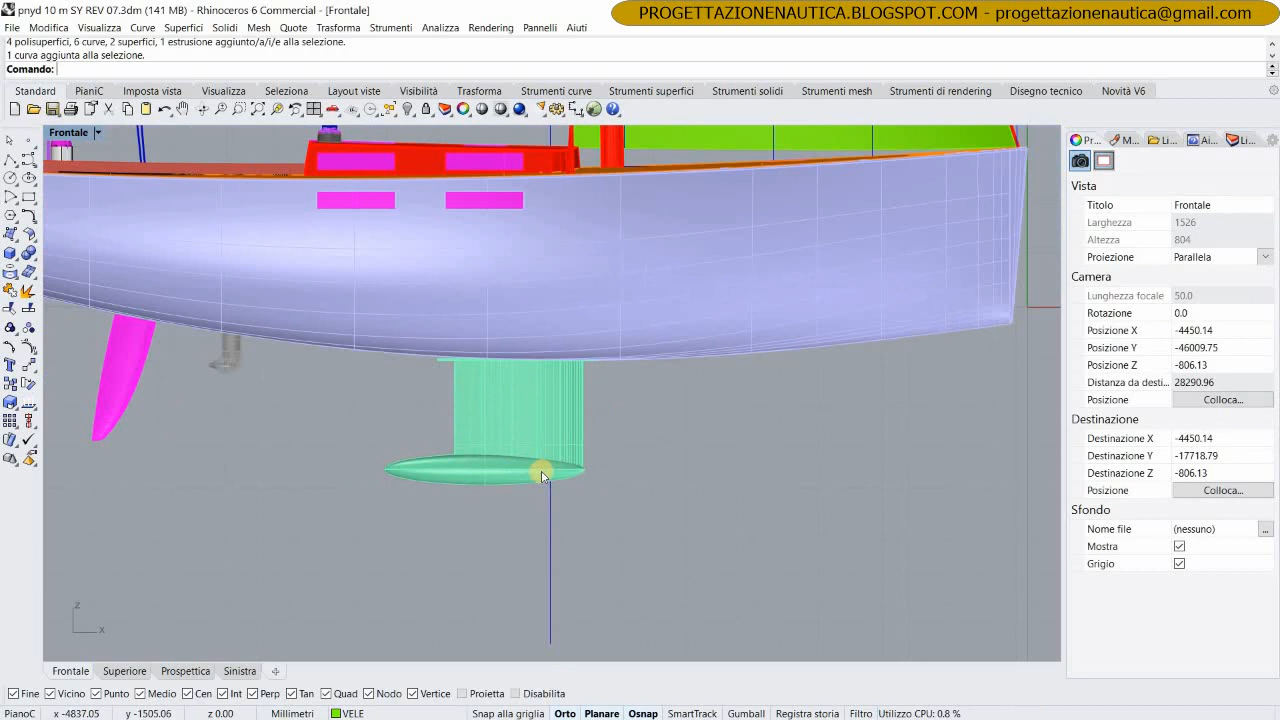 pnyd 10 m SY REV 07.3dm (141 MB) - Rhinoceros 6 Commercial - [Frontale]
PROGETTAZIONENAUTICA.BLOGSPOT.COM - progettazionenautica@gmail.com
File Modifica Visualizza Curve Superfici Solidi Mesh Quote Trasforma Strumenti Analizza Rendering Pannelli Aiuti
4 polisuperfici, 6 curve, 2 superfici, 1 estrusione aggiunto/a/i/e alla selezione.
1 curva aggiunta alla selezione.
Comando:
Standard PianiC Imposta vista Visualizza Selezione Layout viste Visibilità Trasforma Strumenti curve Strumenti superfici Strumenti solidi Strumenti mesh Strumenti di rendering Disegno tecnico Novità V6
Frontale
Pr... M... Li... Ai... Li...
Vista
Titolo Frontale
Larghezza 1526
Altezza 804
Proiezione Parallela
Camera
Lunghezza focale 50.0
Rotazione 0.0
Posizione X -4450.14
Posizione Y -46009.75
Posizione Z -806.13
Distanza da desti... 28290.96
Posizione Colloca...
Destinazione
Destinazione X -4450.14
Destinazione Y -17718.79
Destinazione Z -806.13
Posizione Colloca...
Sfondo
Nome file (nessuno) ...
Mostra
Grigio
z
x
Frontale Superiore Prospettica Sinistra
Fine Vicino Punto Medio Cen Int Perp Tan Quad Nodo Vertice Proietta Disabilita
PianoC x -4837.05 y -1505.06 z 0.00 Millimetri VELE Snap alla griglia Orto Planare Osnap SmartTrack Gumball Registra storia Filtro Utilizzo CPU: 0.8 %